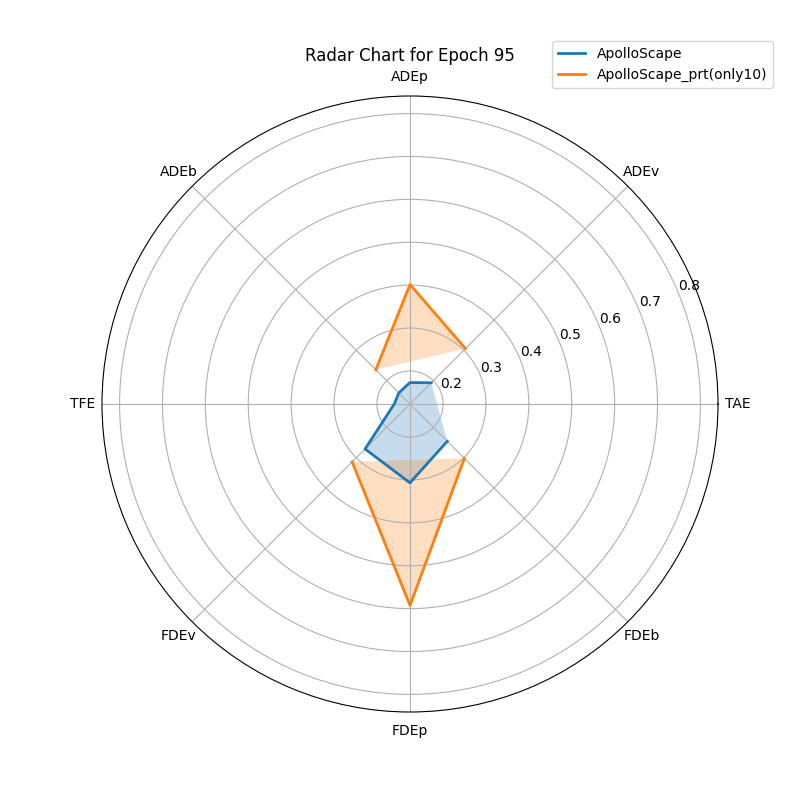 Radar Chart for Epoch 95
ApolloScape
ApolloScape_prt(only10)
ADEp
ADEb
ADEv
0.8
0.7
0.6
0.5
0.4
0.3
0.2
TFE
TAE
FDEv
FDEb
FDEp